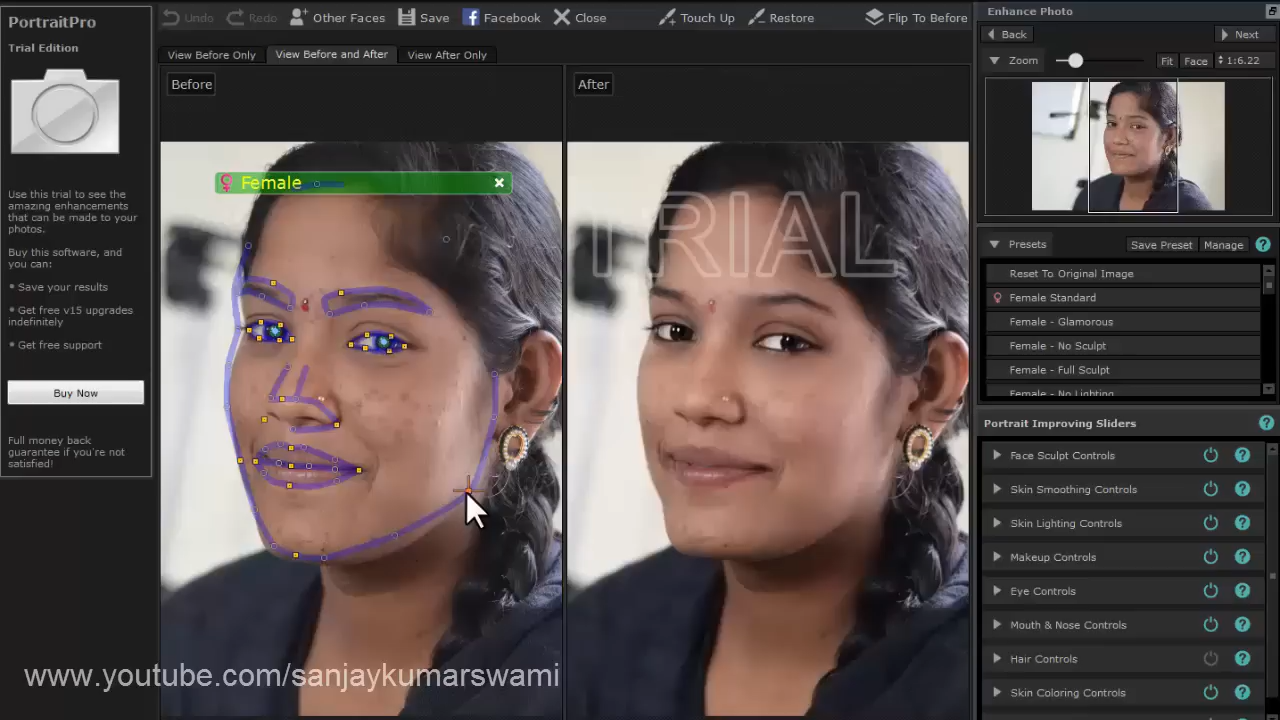 PortraitPro
Trial Edition
Use this trial to see the
amazing enhancements
that can be made to your
photos.
Buy this software, and
you can:
Save your results
Get free v15 upgrades
indefinitely
Get free support
Buy Now
Full money back
guarantee if you're not
satisfied!
Undo Redo Other Faces Save Facebook Close Touch Up Restore Flip To Before
View Before Only View Before and After View After Only
Before
Female
After
TRIAL
www.youtube.com/sanjaykumarswami
Enhance Photo
Back Next
Zoom Fit Face 1:6.22
Presets Save Preset Manage
Reset To Original Image
Female Standard
Female - Glamorous
Female - No Sculpt
Female - Full Sculpt
Female - No Lighting
Portrait Improving Sliders
Face Sculpt Controls
Skin Smoothing Controls
Skin Lighting Controls
Makeup Controls
Eye Controls
Mouth & Nose Controls
Hair Controls
Skin Coloring Controls